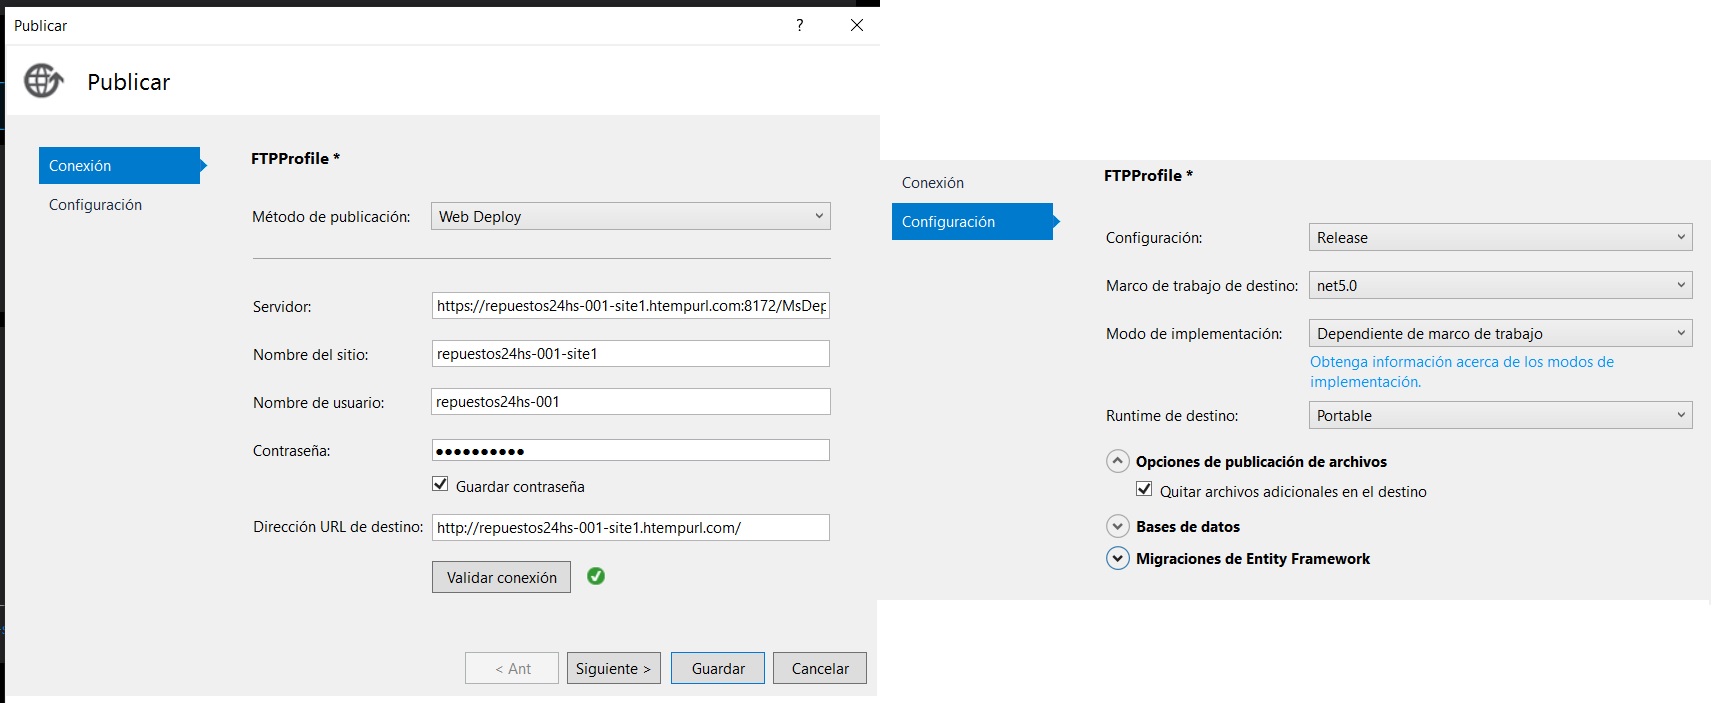 Publicar
?
Publicar
Conexión
Configuración
FTPProfile *
Método de publicación:
Web Deploy
Servidor:
https://repuestos24hs-001-site1.htempurl.com:8172/MsDep
Nombre del sitio:
repuestos24hs-001-site1
Nombre de usuario:
repuestos24hs-001
Contraseña:
●●●●●●●●●●
Guardar contraseña
Dirección URL de destino:
http://repuestos24hs-001-site1.htempurl.com/
Validar conexión
< Ant
Siguiente >
Guardar
Cancelar
Conexión
Configuración
FTPProfile *
Configuración:
Release
Marco de trabajo de destino:
net5.0
Modo de implementación:
Dependiente de marco de trabajo
Obtenga información acerca de los modos de
implementación.
Runtime de destino:
Portable
Opciones de publicación de archivos
Quitar archivos adicionales en el destino
Bases de datos
Migraciones de Entity Framework